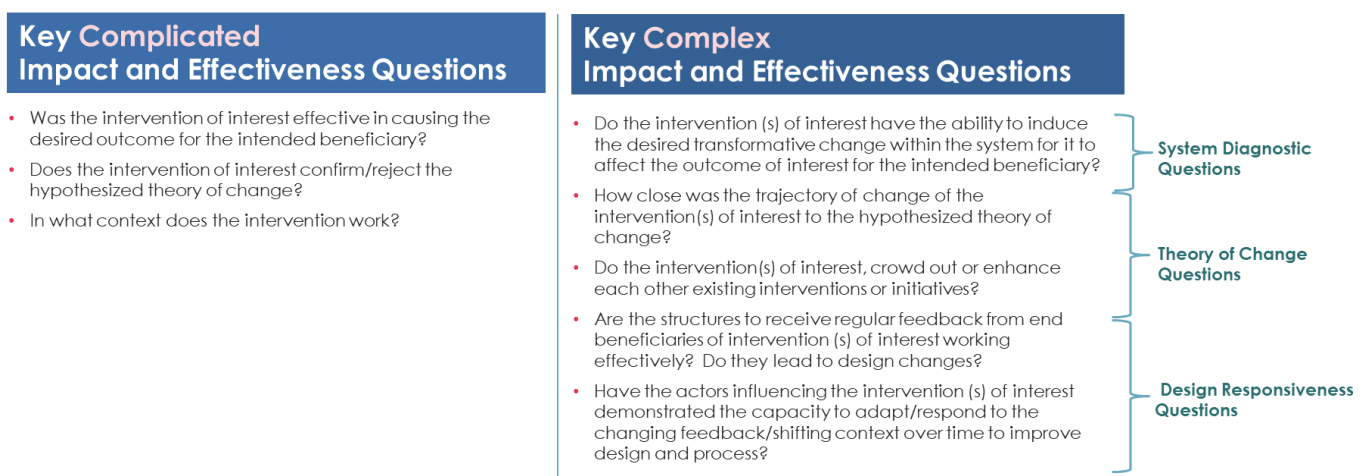 Key Complicated
Impact and Effectiveness Questions
• Was the intervention of interest effective in causing the
desired outcome for the intended beneficiary?
• Does the intervention of interest confirm/reject the
hypothesized theory of change?
• In what context does the intervention work?
Key Complex
Impact and Effectiveness Questions
• Do the intervention (s) of interest have the ability to induce
the desired transformative change within the system for it to
affect the outcome of interest for the intended beneficiary?
• How close was the trajectory of change of the
intervention(s) of interest to the hypothesized theory of
change?
• Do the intervention(s) of interest, crowd out or enhance
each other existing interventions or initiatives?
• Are the structures to receive regular feedback from end
beneficiaries of intervention (s) of interest working
effectively? Do they lead to design changes?
• Have the actors influencing the intervention (s) of interest
demonstrated the capacity to adapt/respond to the
changing feedback/shifting context over time to improve
design and process?
System Diagnostic
Questions
Theory of Change
Questions
Design Responsiveness
Questions